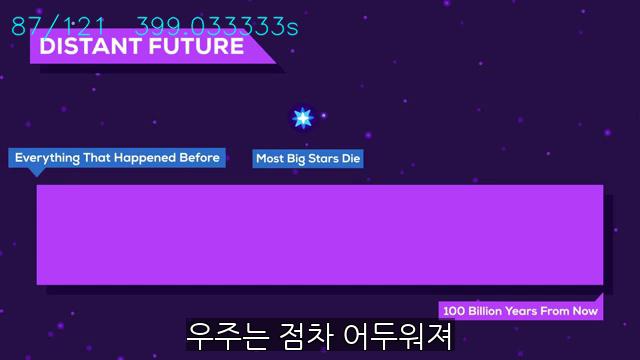 87/121 399.033333s
DISTANT FUTURE
Everything That Happened Before
Most Big Stars Die
100 Billion Years From Now
우주는 점차 어두워져